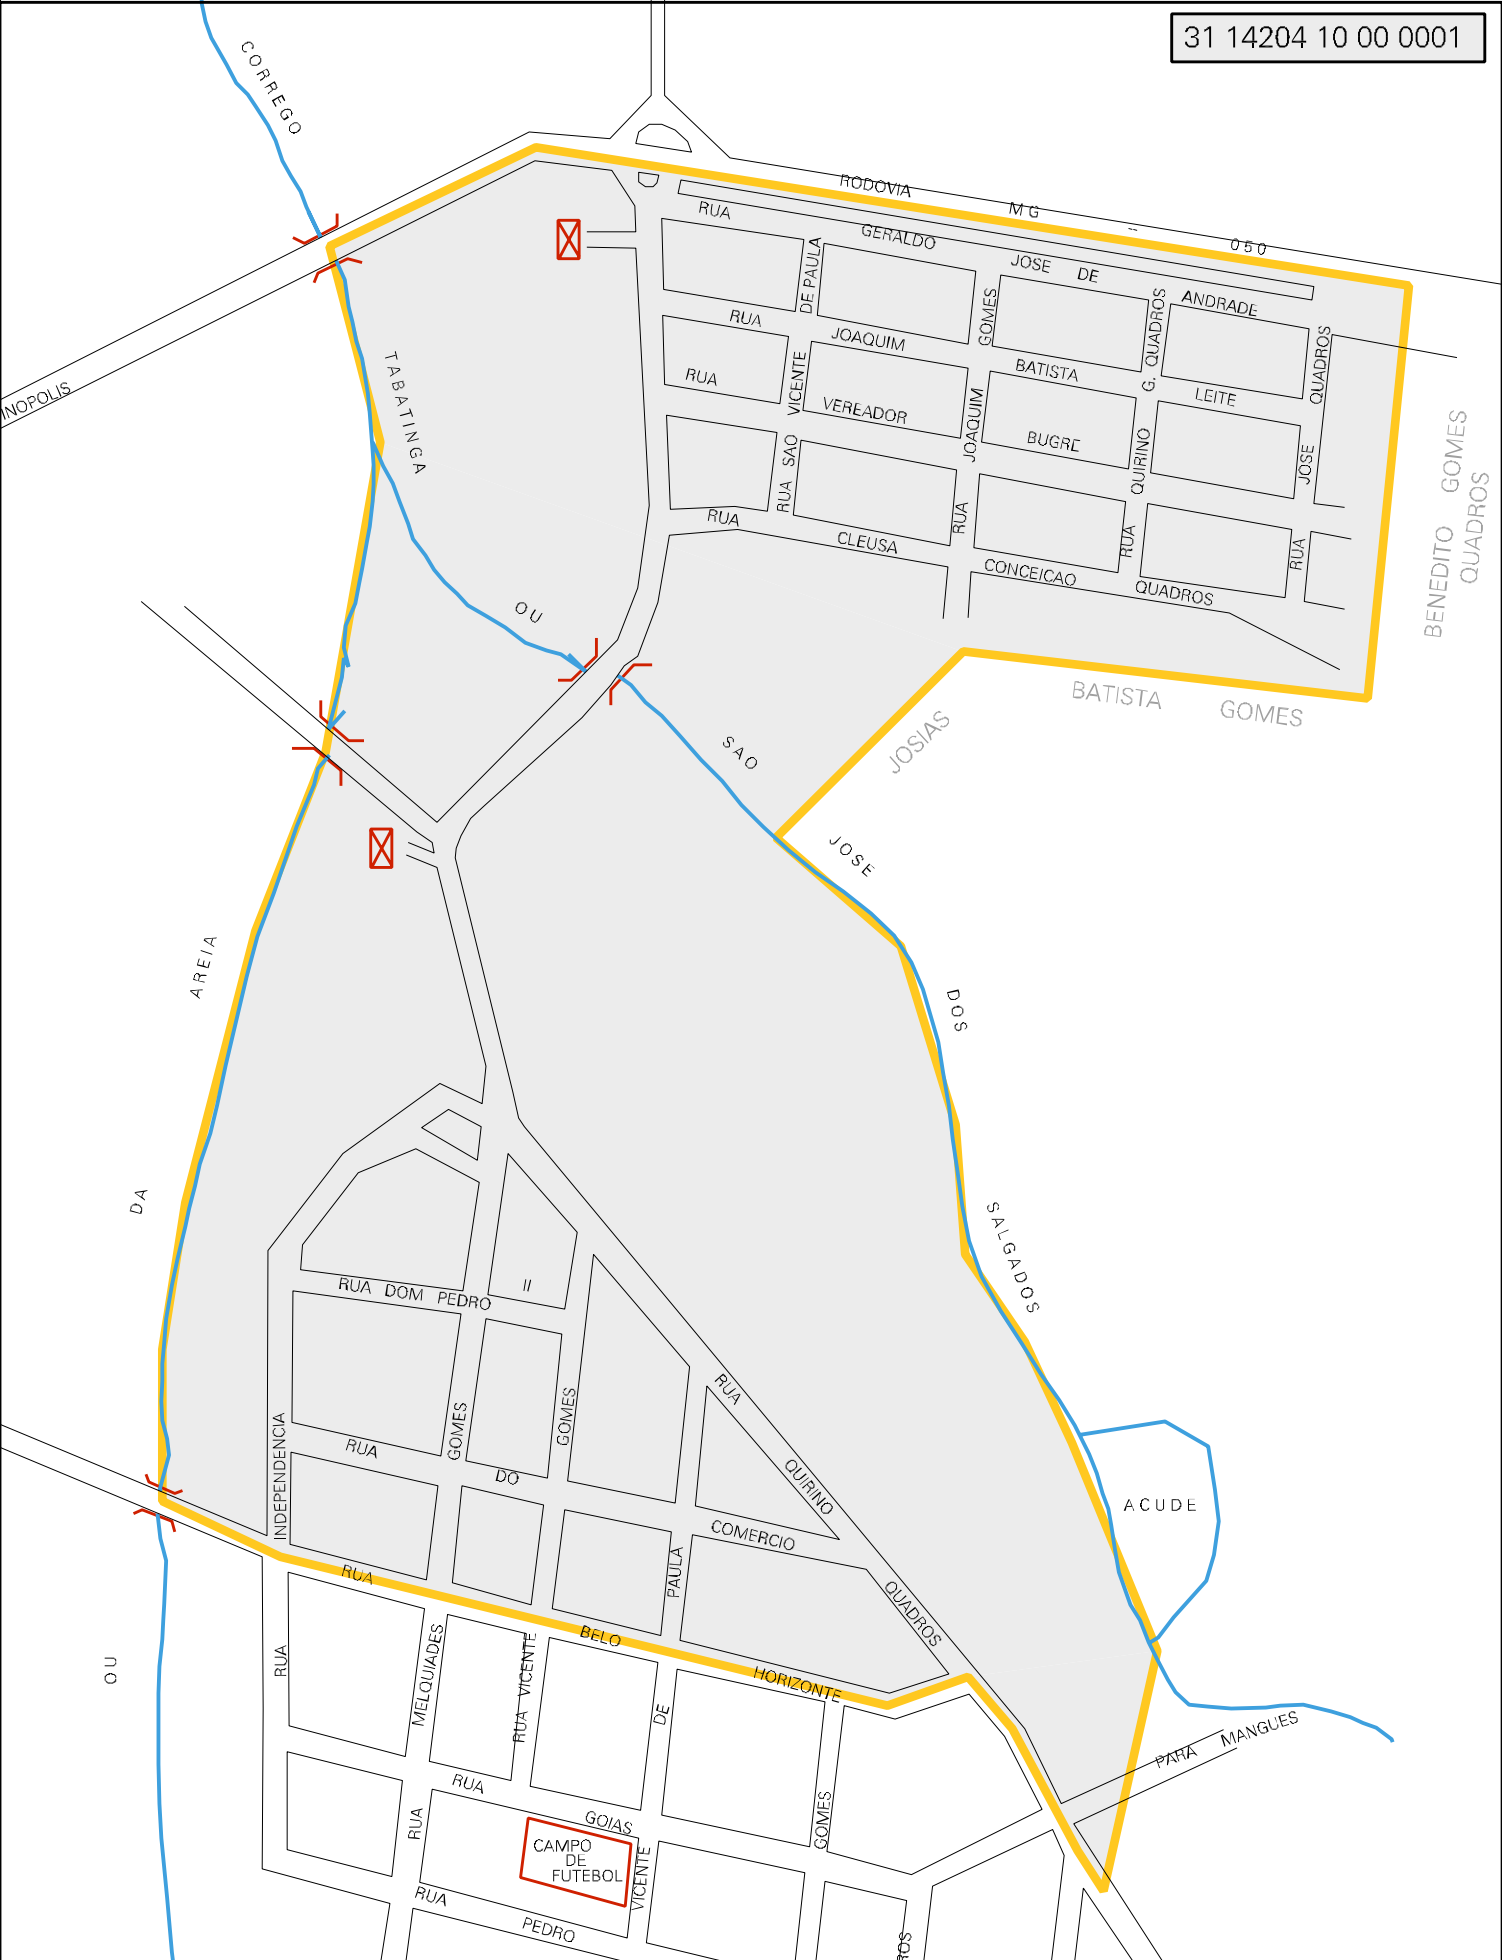 31 14204 10 00 0001
CORREGO
RODOVIA
MG
-
050
RUA
GERALDO
JOSE DE
ANDRADE
DE PAULA
GOMES
G. QUADROS
QUADROS
INOPOLIS
TABATINGA
RUA
JOAQUIM
BATISTA
LEITE
RUA
VICENTE
VEREADOR
JOAQUIM
BUGRE
QUIRINO
JOSE
BENEDITO GOMES
QUADROS
RUA SAO
RUA
CLEUSA
RUA
CONCEICAO
RUA
QUADROS
RUA
OU
SAO
JOSIAS
BATISTA GOMES
JOSE
AREIA
DOS
DA
SALGADOS
RUA DOM PEDRO
II
RUA
GOMES
GOMES
INDEPENDENCIA
RUA
DO
QUIRINO
ACUDE
COMERCIO
PAULA
RUA
QUADROS
BELO
HORIZONTE
OU
RUA
MELQUIADES
RUA VICENTE
DE
PARA MANGUES
RUA
GOIAS
RUA
GOMES
CAMPO
DE
FUTEBOL
VICENTE
RUA
PEDRO
ROS